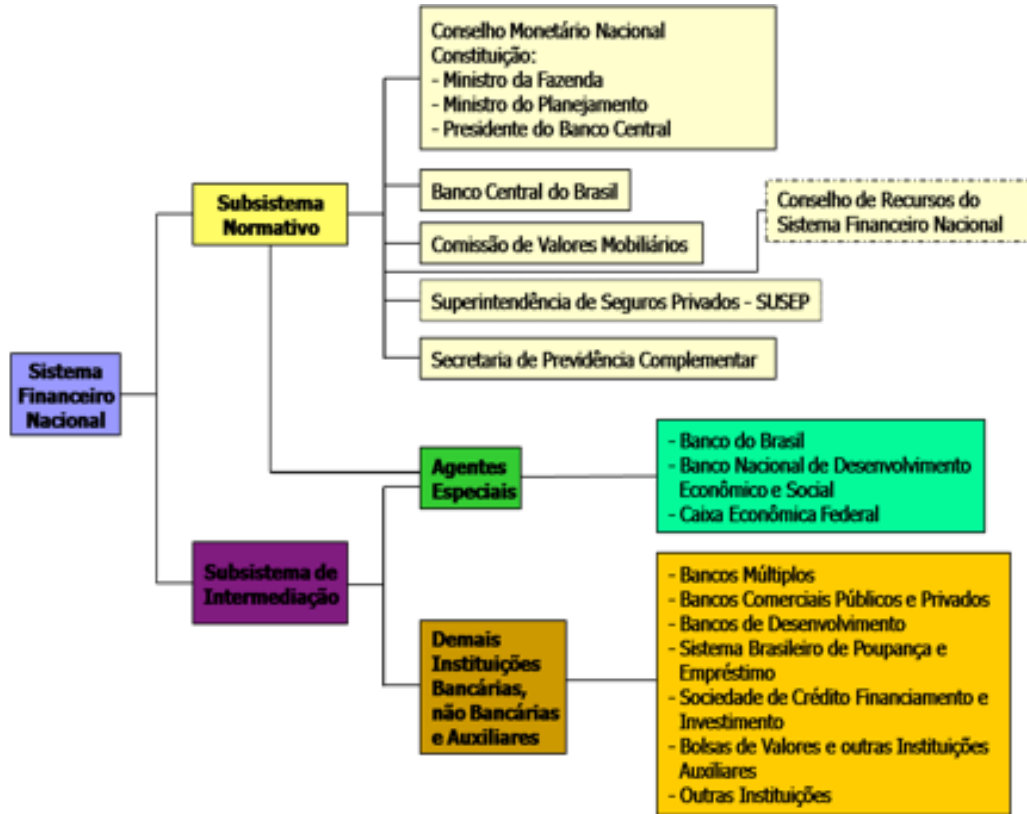 Conselho Monetário Nacional
Constituição:
- Ministro da Fazenda
- Ministro do Planejamento
- Presidente do Banco Central
Subsistema
Normativo
Banco Central do Brasil
Conselho de Recursos do
Sistema Financeiro Nacional
Comissão de Valores Mobiliários
Superintendência de Seguros Privados - SUSEP
Secretaria de Previdência Complementar
Sistema
Financeiro
Nacional
Agentes
Especiais
- Banco do Brasil
- Banco Nacional de Desenvolvimento
Econômico e Social
- Caixa Econômica Federal
Subsistema de
Intermediação
Demais
Instituições
Bancárias,
não Bancárias
e Auxiliares
- Bancos Múltiplos
- Bancos Comerciais Públicos e Privados
- Bancos de Desenvolvimento
- Sistema Brasileiro de Poupança e
Empréstimo
- Sociedade de Crédito Financiamento e
Investimento
- Bolsas de Valores e outras Instituições
Auxiliares
- Outras Instituições